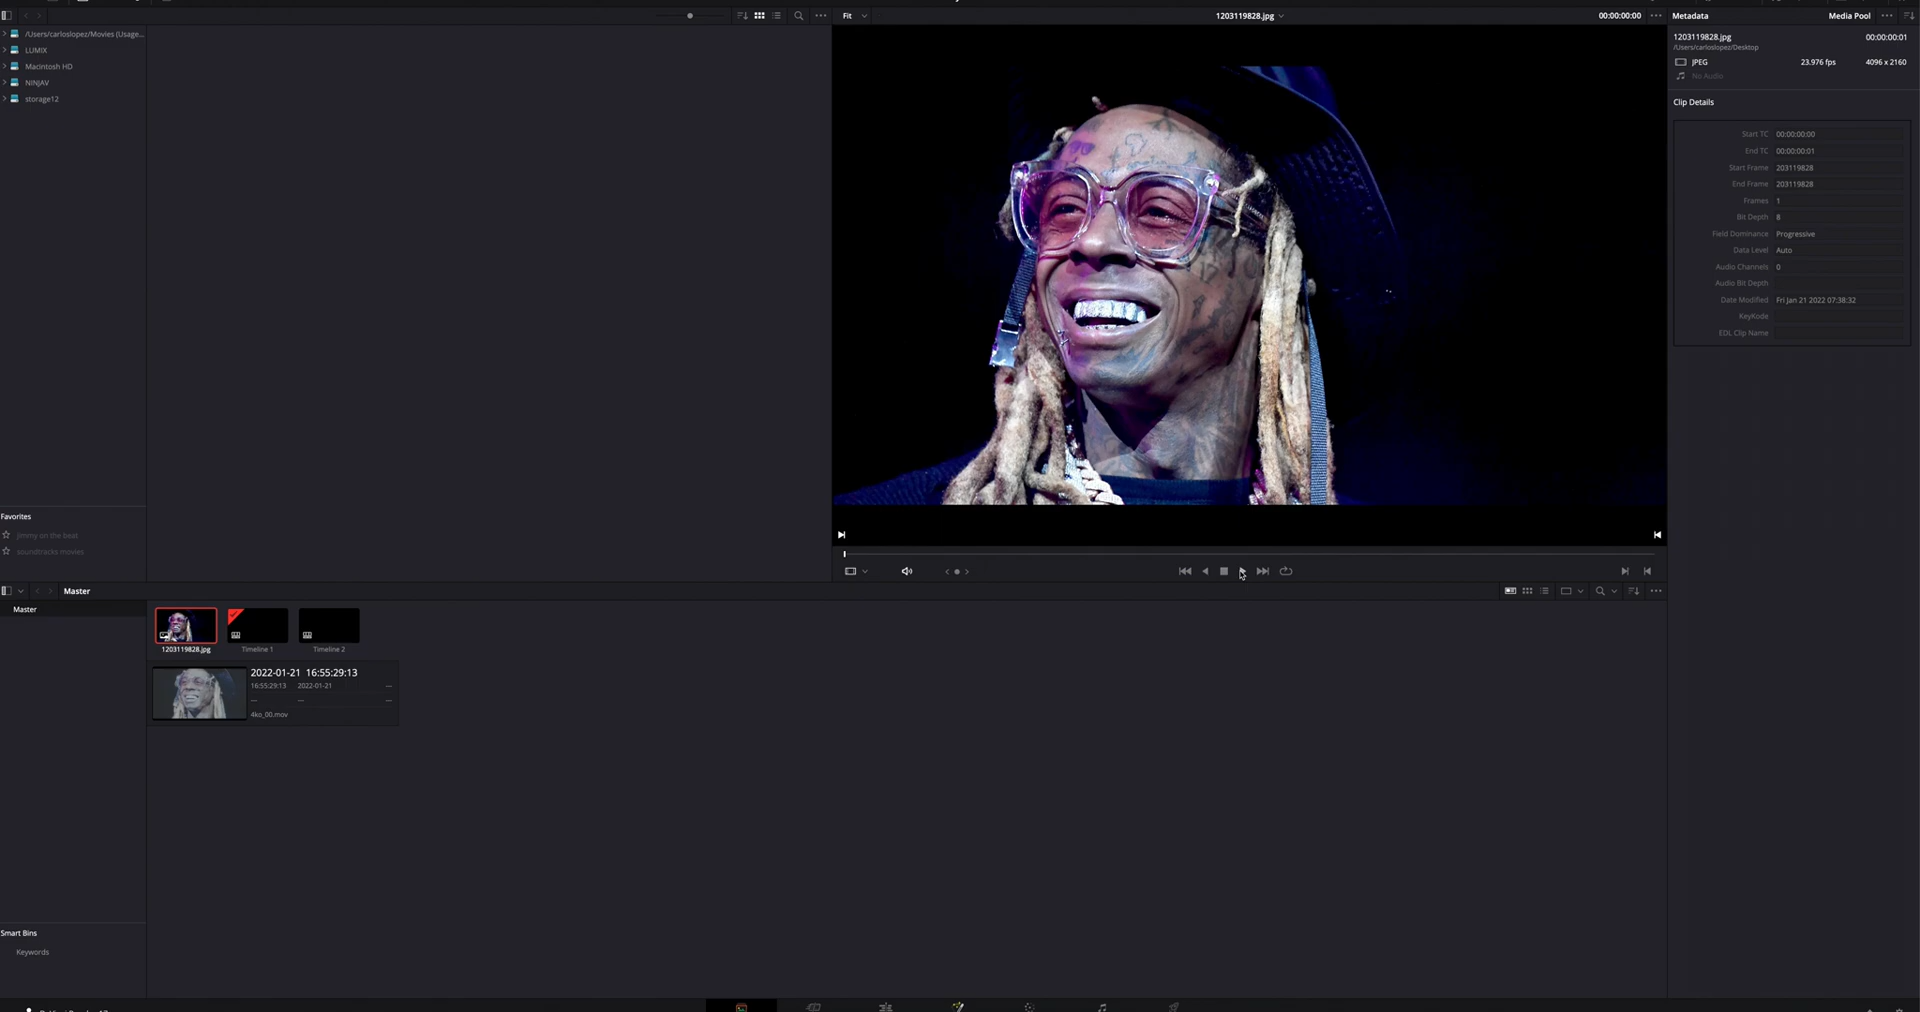 Fit
1203119828.jpg
00:00:00:00
Metadata
Media Pool
/Users/carloslopez/Movies (Usage...
LUMIX
Macintosh HD
NINJAV
storage12
1203119828.jpg
00:00:00:01
/Users/carloslopez/Desktop
JPEG
23.976 fps
4096 x 2160
No Audio
Clip Details
Start TC 00:00:00:00
End TC 00:00:00:01
Start Frame 203119828
End Frame 203119828
Frames 1
Bit Depth 8
Field Dominance Progressive
Data Level Auto
Audio Channels 0
Audio Bit Depth
Date Modified Fri Jan 21 2022 07:38:32
KeyKode
EDL Clip Name
Favorites
jimmy on the beat
soundtracks movies
Master
Master
1203119828.jpg
Timeline 1
Timeline 2
2022-01-21 16:55:29:13
16:55:29:13 2022-01-21 --
-- -- --
4ko_00.mov
Smart Bins
Keywords